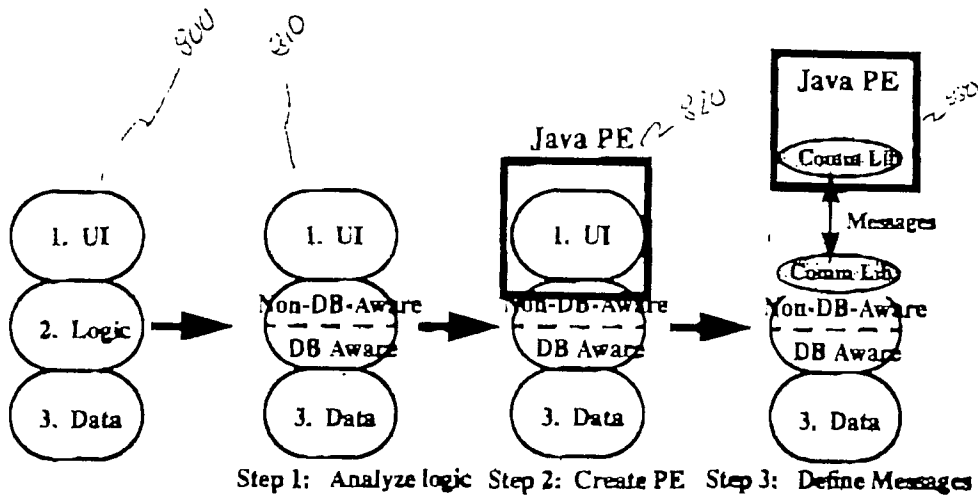 800
810
820
830
Java PE
Comm Lib
Messages
Comm Lib
Non-DB-Aware
DB Aware
3. Data
Java PE
1. UI
Non-DB-Aware
DB Aware
3. Data
1. UI
Non-DB-Aware
DB Aware
3. Data
1. UI
2. Logic
3. Data
Step 1: Analyze logic
Step 2: Create PE
Step 3: Define Messages